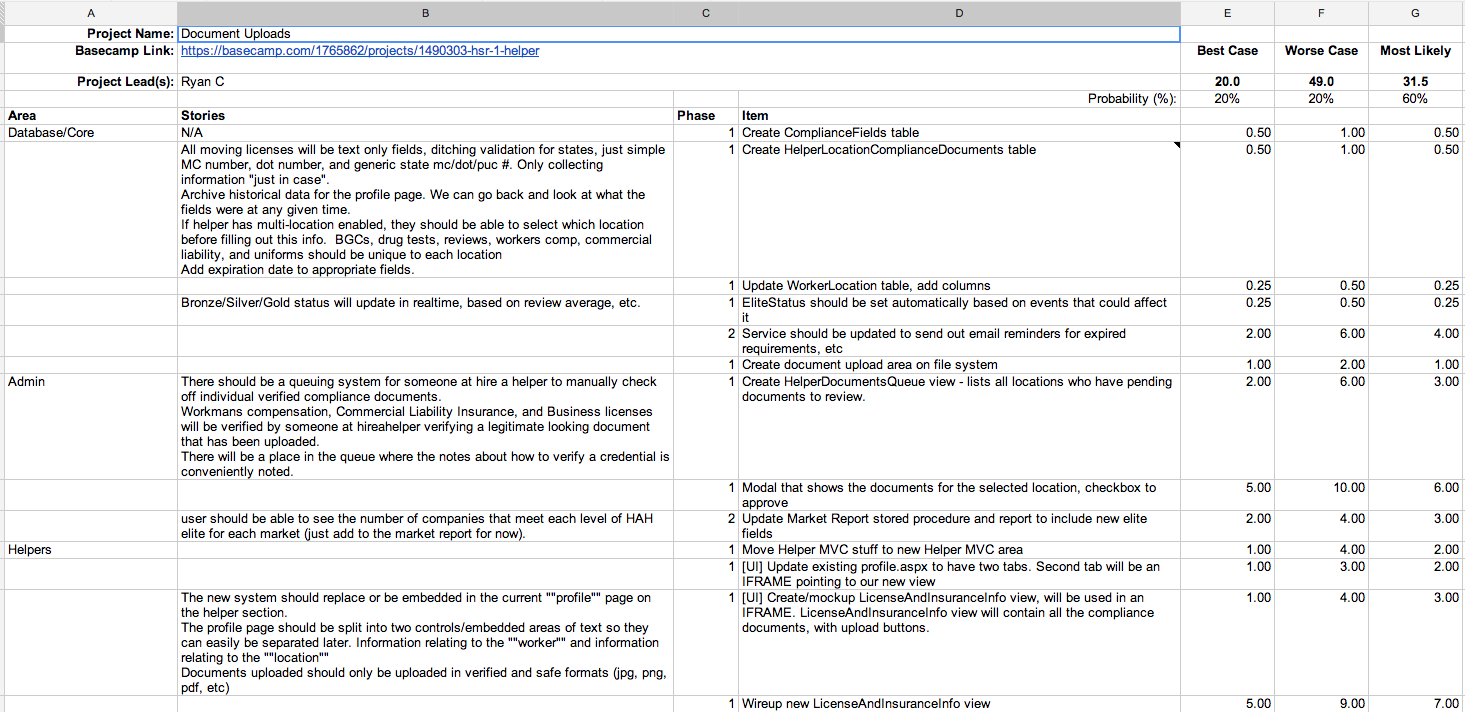 A B C D E F G
Project Name: Document Uploads
Basecamp Link: https://basecamp.com/1765862/projects/1490303-hsr-1-helper Best Case Worse Case Most Likely
Project Lead(s): Ryan C 20.0 49.0 31.5
Probability (%): 20% 20% 60%
Area Stories Phase Item
Database/Core N/A 1 Create ComplianceFields table 0.50 1.00 0.50
All moving licenses will be text only fields, ditching validation for states, just simple 1 Create HelperLocationComplianceDocuments table 0.50 1.00 0.50
MC number, dot number, and generic state mc/dot/puc #. Only collecting
information "just in case".
Archive historical data for the profile page. We can go back and look at what the
fields were at any given time.
If helper has multi-location enabled, they should be able to select which location
before filling out this info.  BGCs, drug tests, reviews, workers comp, commercial
liability, and uniforms should be unique to each location
Add expiration date to appropriate fields.
1 Update WorkerLocation table, add columns 0.25 0.50 0.25
Bronze/Silver/Gold status will update in realtime, based on review average, etc. 1 EliteStatus should be set automatically based on events that could affect 0.25 0.50 0.25
it
2 Service should be updated to send out email reminders for expired 2.00 6.00 4.00
requirements, etc
1 Create document upload area on file system 1.00 2.00 1.00
Admin There should be a queuing system for someone at hire a helper to manually check 1 Create HelperDocumentsQueue view - lists all locations who have pending 2.00 6.00 3.00
off individual verified compliance documents. documents to review.
Workmans compensation, Commercial Liability Insurance, and Business licenses
will be verified by someone at hireahelper verifying a legitimate looking document
that has been uploaded.
There will be a place in the queue where the notes about how to verify a credential is
conveniently noted.
1 Modal that shows the documents for the selected location, checkbox to 5.00 10.00 6.00
approve
user should be able to see the number of companies that meet each level of HAH 2 Update Market Report stored procedure and report to include new elite 2.00 4.00 3.00
elite for each market (just add to the market report for now). fields
Helpers 1 Move Helper MVC stuff to new Helper MVC area 1.00 4.00 2.00
1 [UI] Update existing profile.aspx to have two tabs. Second tab will be an 1.00 3.00 2.00
IFRAME pointing to our new view
The new system should replace or be embedded in the current ""profile"" page on 1 [UI] Create/mockup LicenseAndInsuranceInfo view, will be used in an 1.00 4.00 3.00
the helper section. IFRAME. LicenseAndInsuranceInfo view will contain all the compliance
The profile page should be split into two controls/embedded areas of text so they documents, with upload buttons.
can easily be separated later. Information relating to the ""worker"" and information
relating to the ""location""
Documents uploaded should only be uploaded in verified and safe formats (jpg, png,
pdf, etc)
1 Wireup new LicenseAndInsuranceInfo view 5.00 9.00 7.00